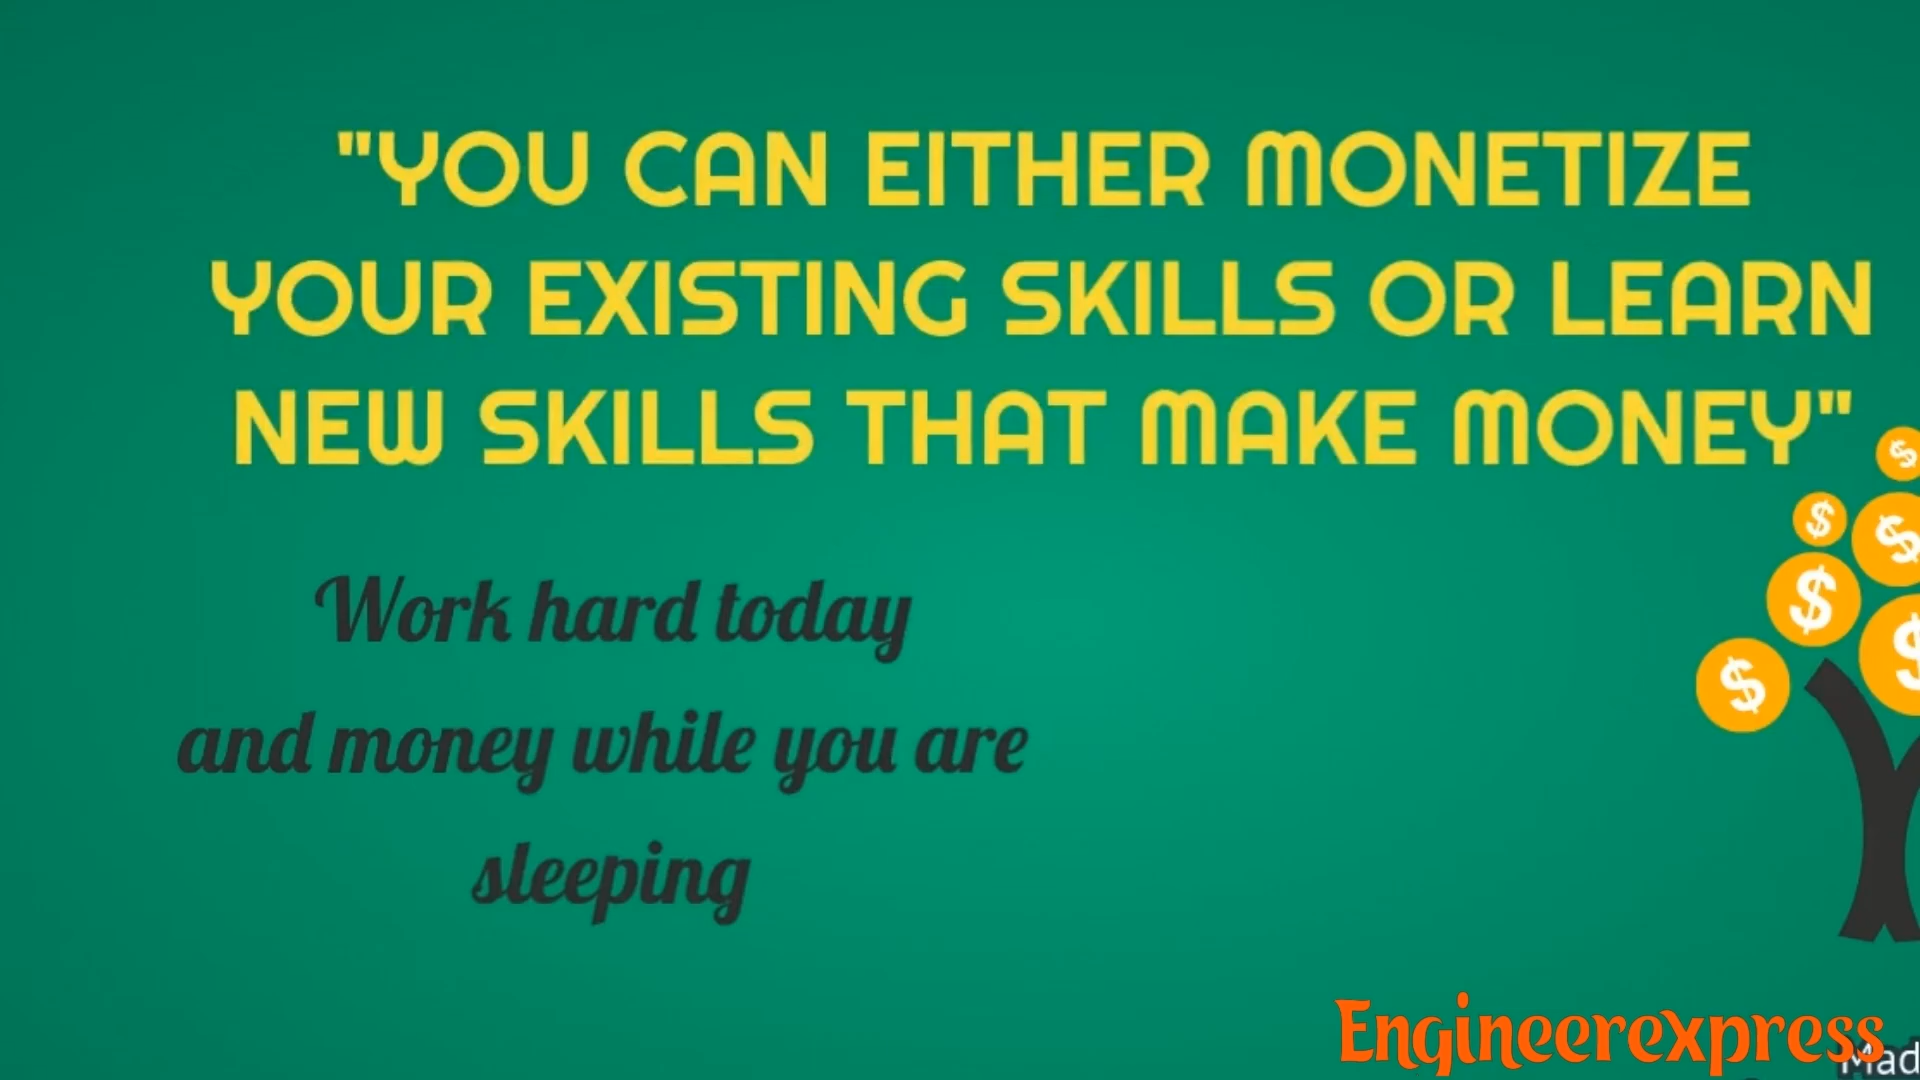 "YOU CAN EITHER MONETIZE
YOUR EXISTING SKILLS OR LEARN
NEW SKILLS THAT MAKE MONEY"
Work hard today
and money while you are
sleeping
$
$
$
$
$
$
Engineerexpress
Mad